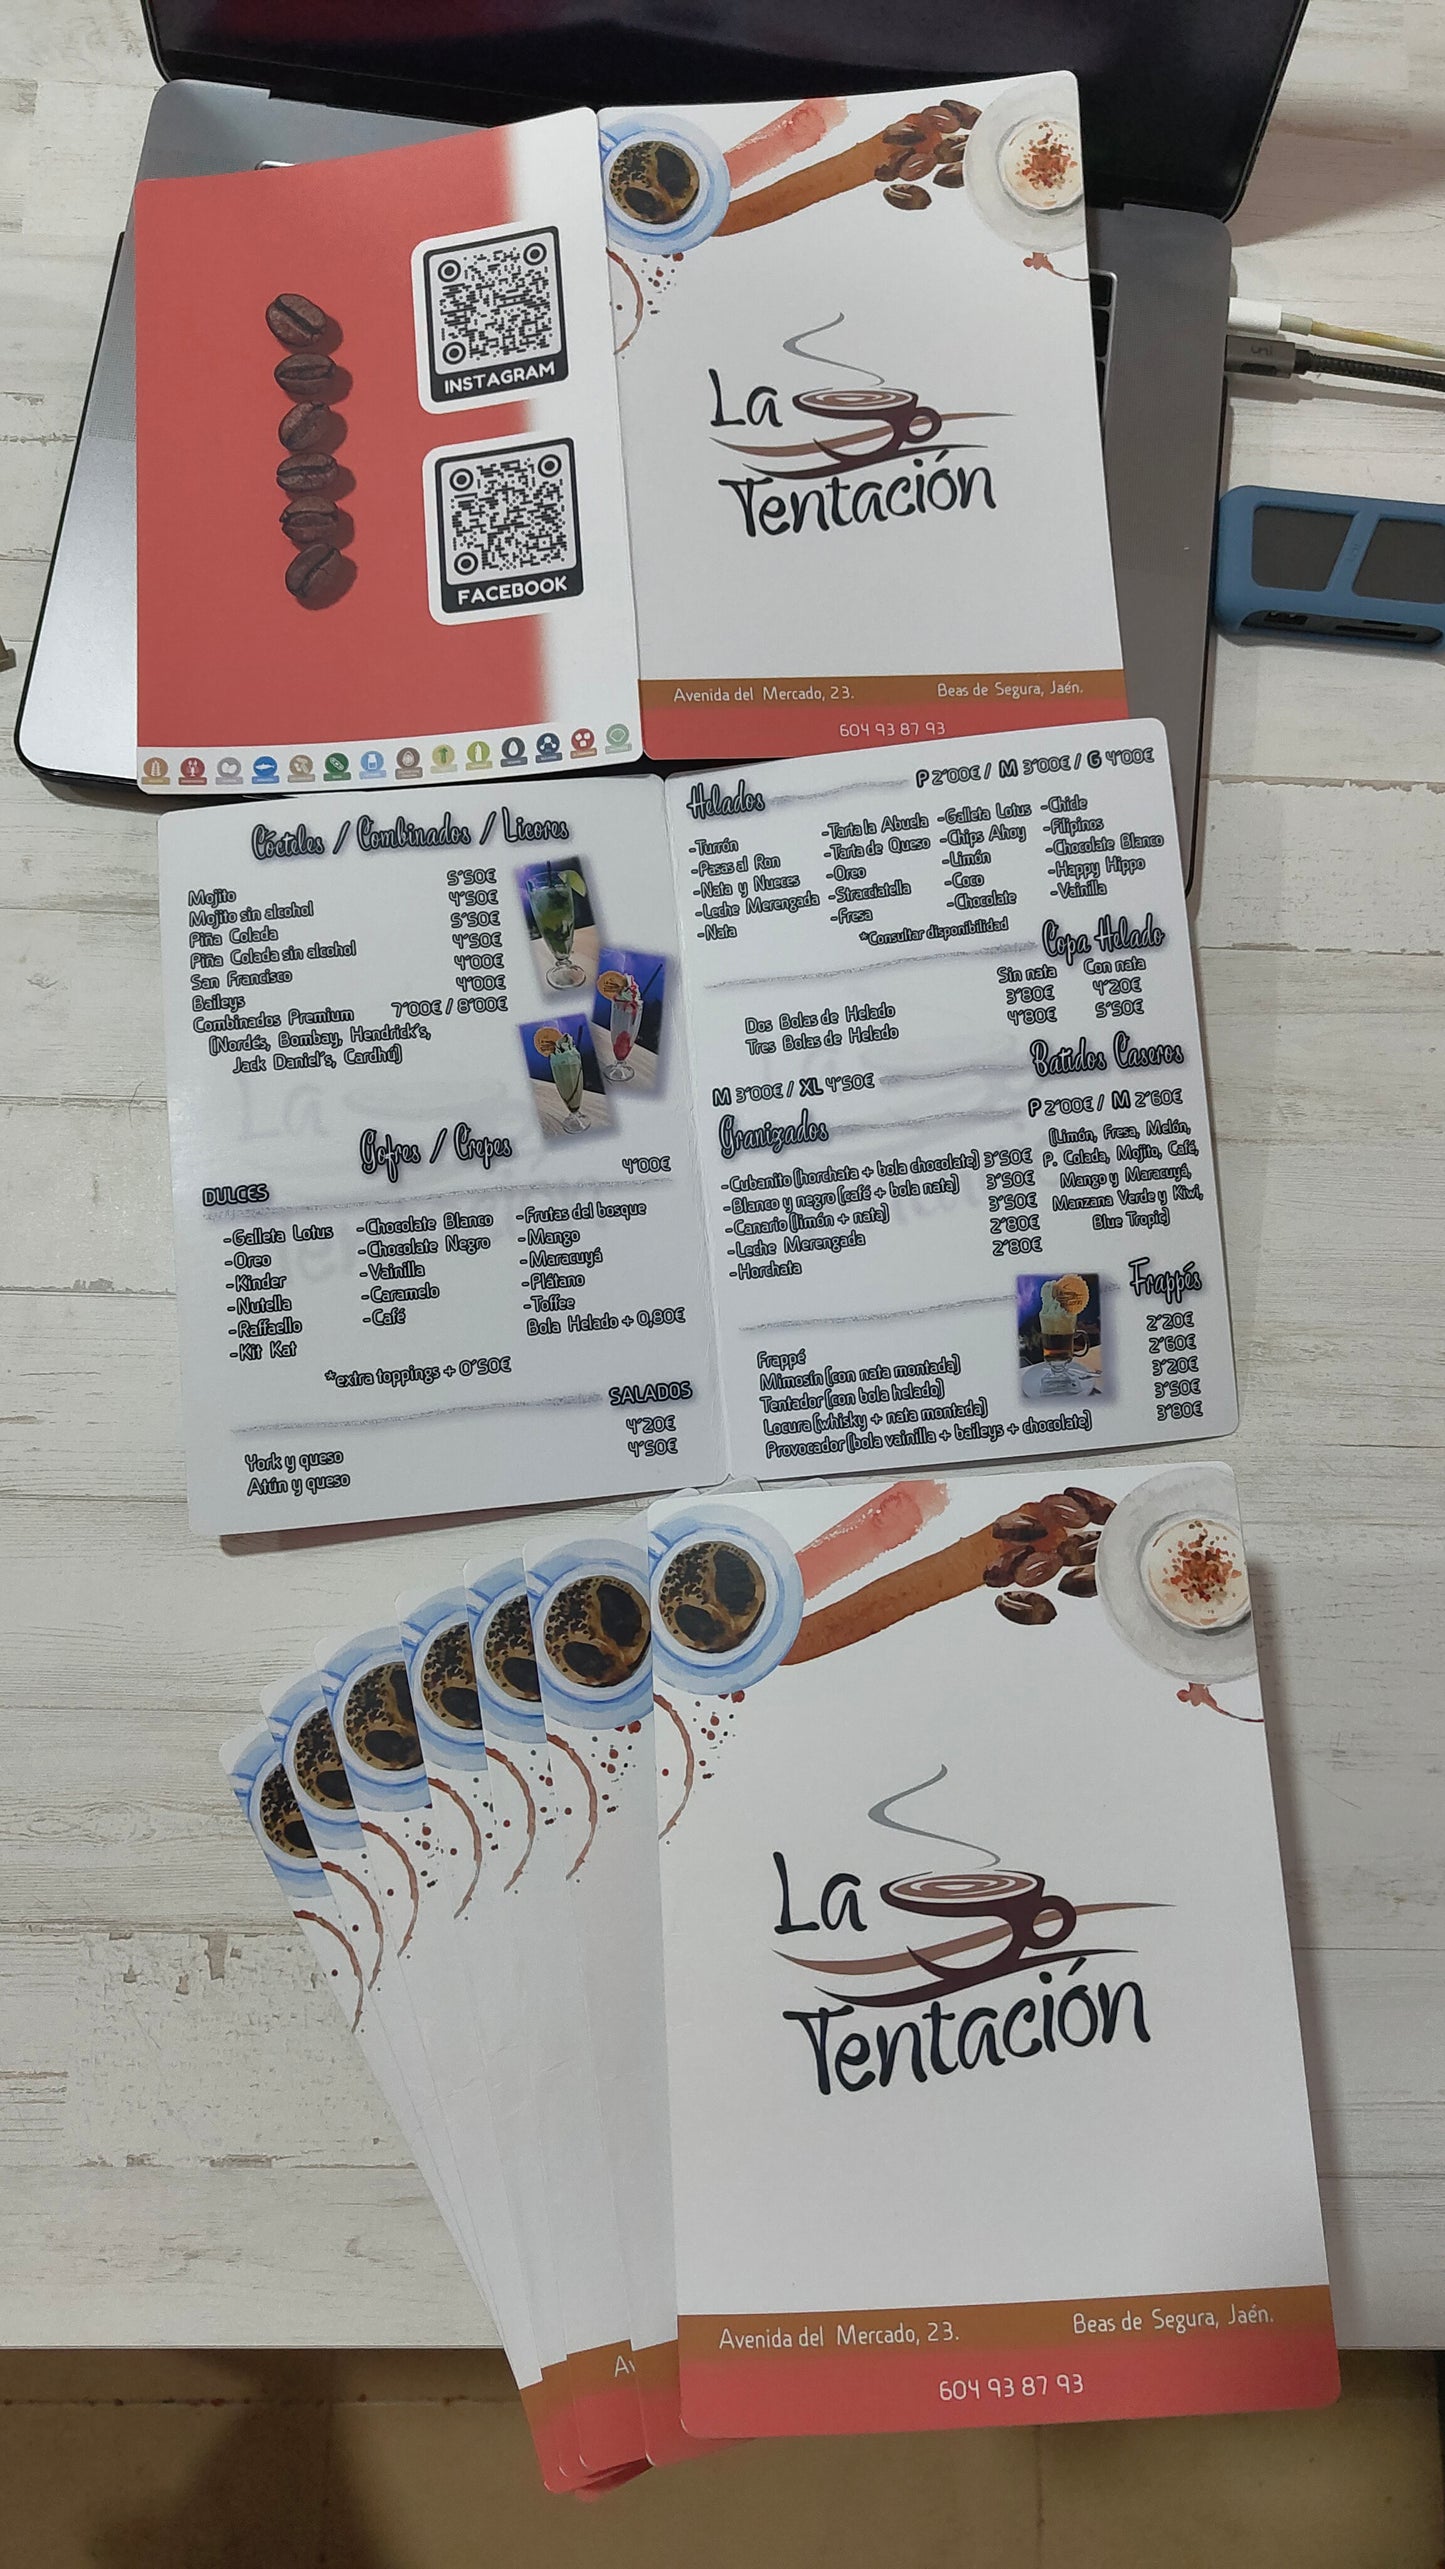 INSTAGRAM
FACEBOOK
La
Tentación
Avenida del Mercado, 23.
Beas de Segura, Jaén.
604 93 87 93
Cócteles / Combinados / Licores
Mojito 5'50€
Mojito sin alcohol 4'50€
Piña Colada 5'50€
Piña Colada sin alcohol 4'50€
San Francisco 4'00€
Baileys 4'00€
Combinados Premium 7'00€ / 8'00€
(Nordés, Bombay, Hendrick's,
Jack Daniel's, Cardhú)
Gofres / Crepes
4'00€
DULCES
-Galleta Lotus
-Oreo
-Kinder
-Nutella
-Raffaello
-Kit Kat
-Chocolate Blanco
-Chocolate Negro
-Vainilla
-Caramelo
-Café
-Frutas del bosque
-Mango
-Maracuyá
-Plátano
-Toffee
Bola Helado + 0,80€
*extra toppings + 0'50€
SALADOS
York y queso 4'20€
Atún y queso 4'50€
Helados
P 2'00€ / M 3'00€ / G 4'00€
-Turrón
-Pasas al Ron
-Nata y Nueces
-Leche Merengada
-Nata
-Tarta la Abuela
-Tarta de Queso
-Oreo
-Stracciatella
-Fresa
-Galleta Lotus
-Chips Ahoy
-Limón
-Coco
-Chocolate
-Chicle
-Filipinos
-Chocolate Blanco
-Happy Hippo
-Vainilla
*Consultar disponibilidad
Copa Helado
Sin nata Con nata
Dos Bolas de Helado 3'80€ 4'20€
Tres Bolas de Helado 4'80€ 5'50€
Batidos Caseros
M 3'00€ / XL 4'50€
Granizados
P 2'00€ / M 2'60€
-Cubanito (horchata + bola chocolate) 3'50€
-Blanco y negro (café + bola nata) 3'50€
-Canario (limón + nata) 3'50€
-Leche Merengada 2'80€
-Horchata 2'80€
(Limón, Fresa, Melón,
P. Colada, Mojito, Café,
Mango y Maracuyá,
Manzana Verde y Kiwi,
Blue Tropic)
Frappés
Frappé 2'20€
Mimosín (con nata montada) 2'60€
Tentador (con bola helado) 3'20€
Locura (whisky + nata montada) 3'50€
Provocador (bola vainilla + baileys + chocolate) 3'80€
La
Tentación
Av
Avenida del Mercado, 23.
Beas de Segura, Jaén.
604 93 87 93